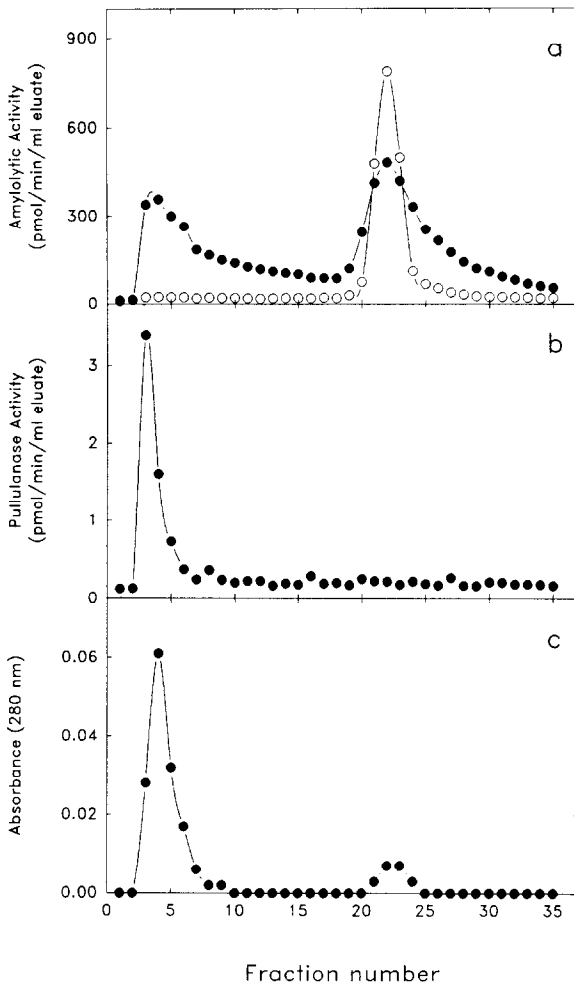 a
Amylolytic Activity
(pmol/min/ml eluate)
900
600
300
0
b
Pullulanase Activity
(pmol/min/ml eluate)
3
2
1
0
c
Absorbance (280 nm)
0.06
0.04
0.02
0.00
0 5 10 15 20 25 30 35
Fraction number